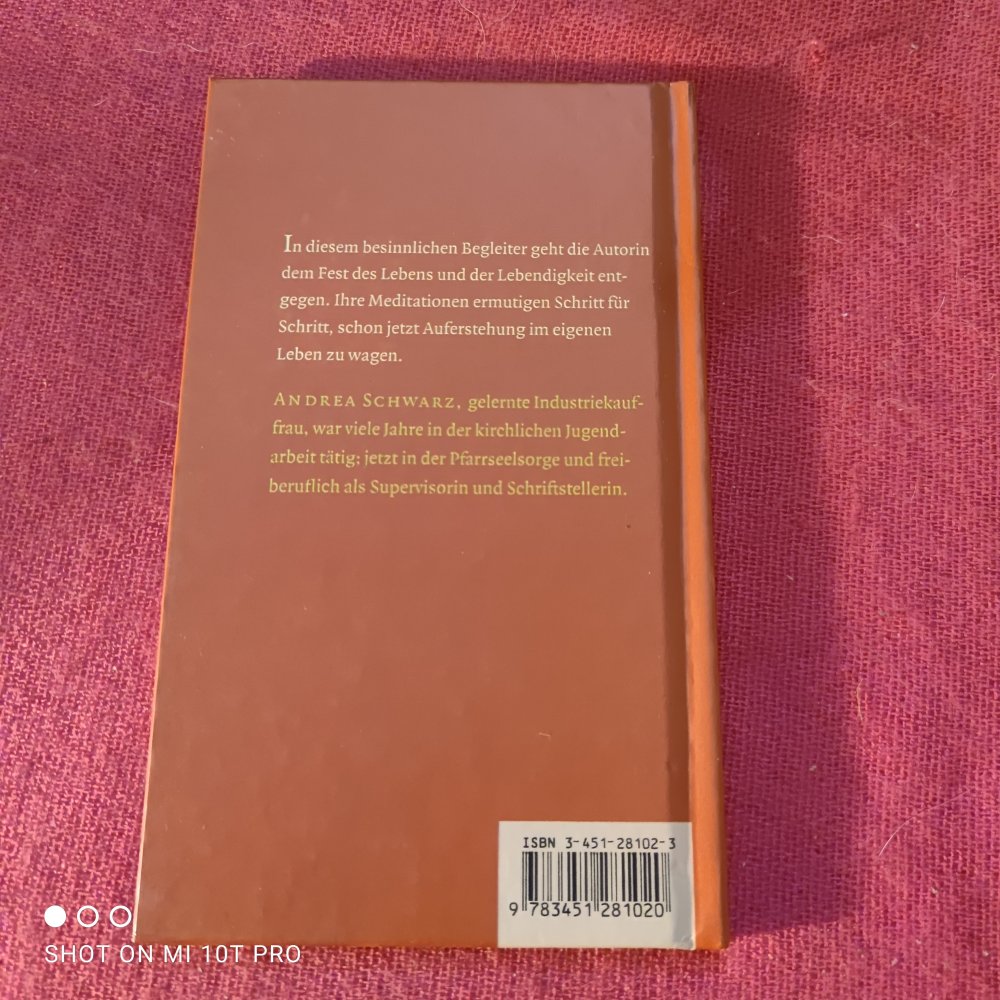 In diesem besinnlichen Begleiter geht die Autorin
dem Fest des Lebens und der Lebendigkeit ent-
gegen. Ihre Meditationen ermutigen Schritt für
Schritt, schon jetzt Auferstehung im eigenen
Leben zu wagen.
ANDREA SCHWARZ, gelernte Industriekauf-
frau, war viele Jahre in der kirchlichen Jugend-
arbeit tätig; jetzt in der Pfarrseelsorge und frei-
beruflich als Supervisorin und Schriftstellerin.
ISBN 3-451-28102-3
9 783451 281020
SHOT ON MI 10T PRO